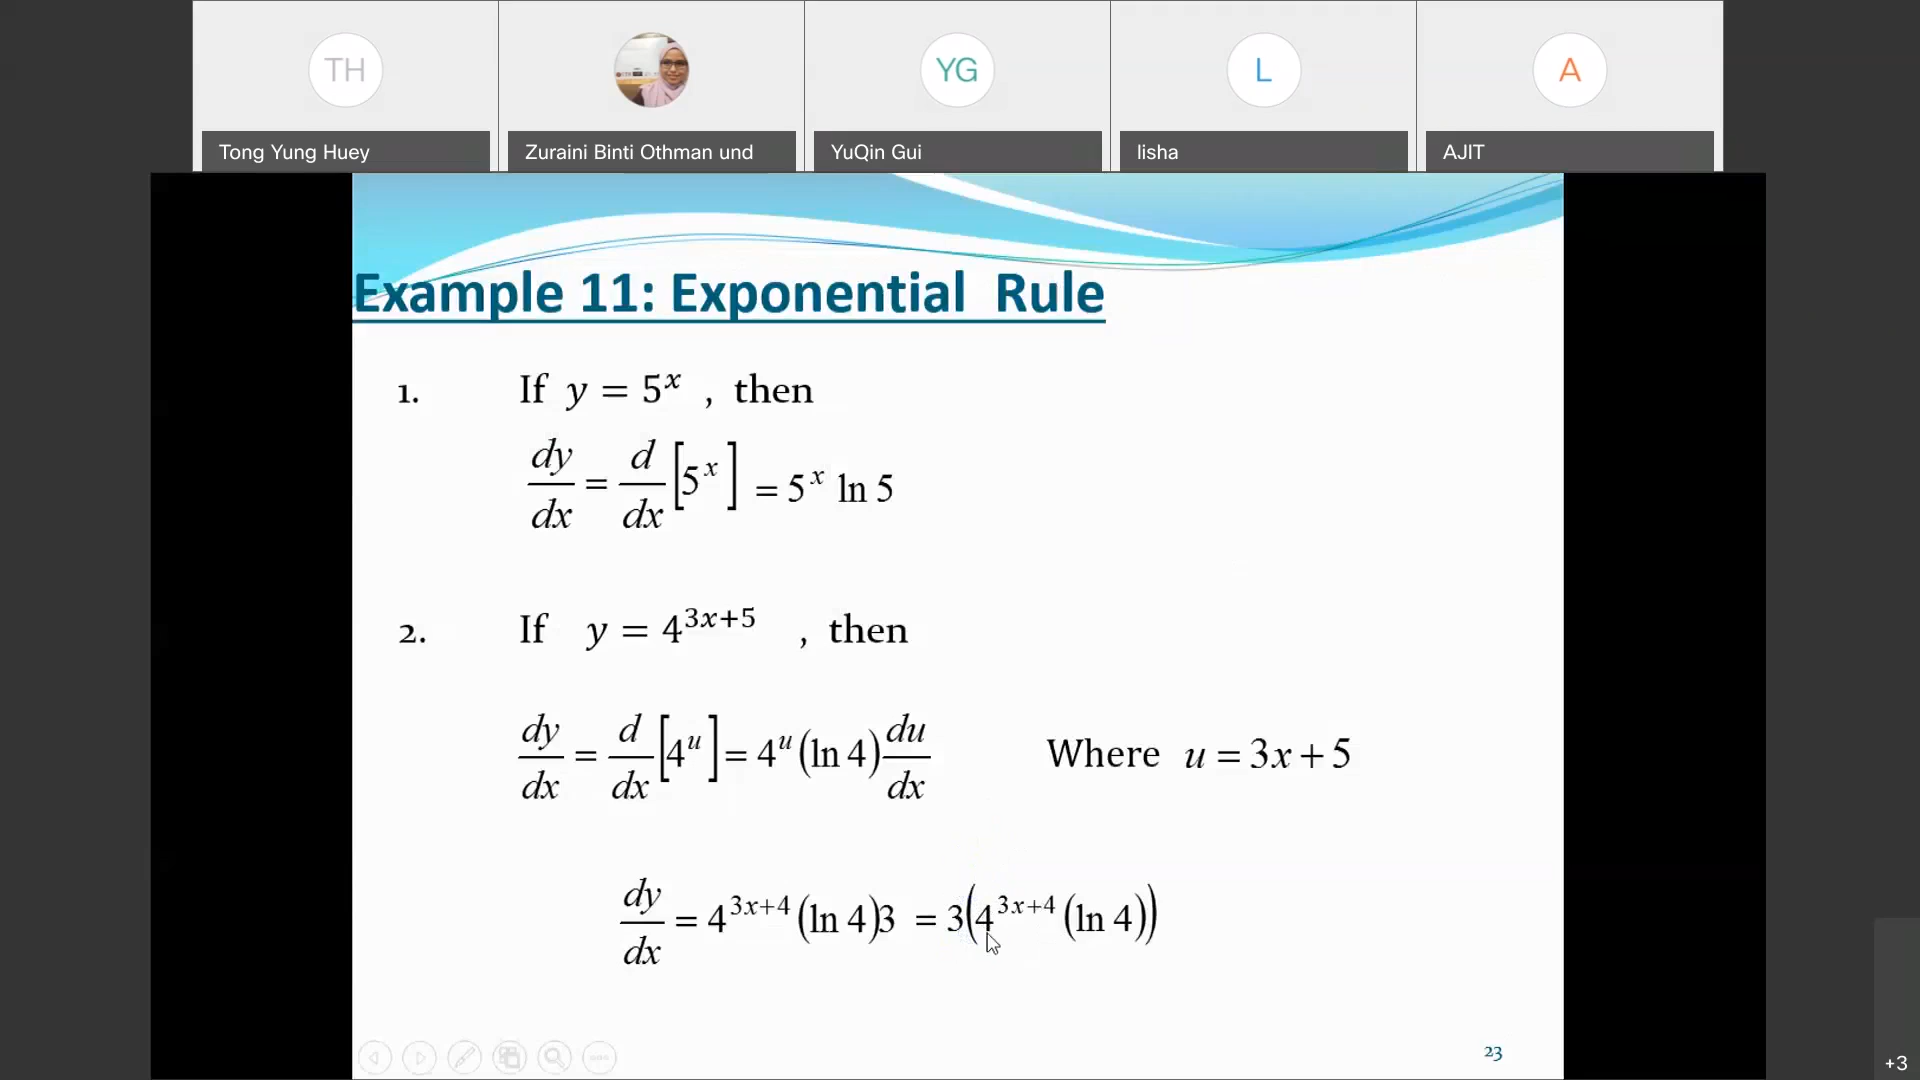 TH
YG
L
A
Tong Yung Huey
Zuraini Binti Othman und
YuQin Gui
lisha
AJIT
Example 11: Exponential Rule
1. If y = 5^x , then
dy/dx = d/dx [5^x] = 5^x ln 5
2. If y = 4^{3x+5} , then
dy/dx = d/dx [4^u] = 4^u (ln 4) du/dx Where u = 3x + 5
dy/dx = 4^{3x+4} (ln 4)3 = 3(4^{3x+4} (ln 4))
23
+3